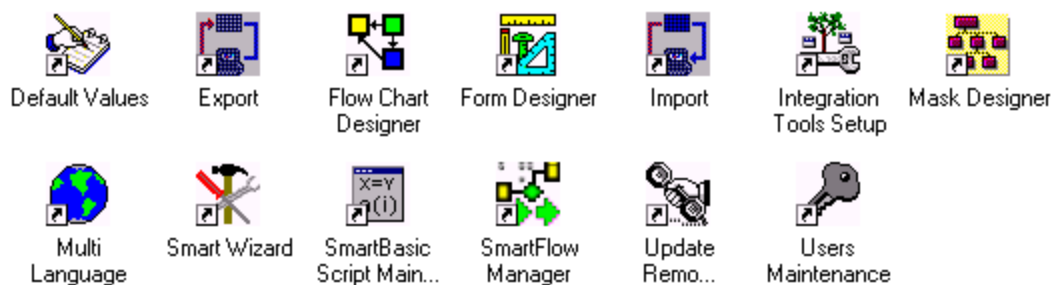 Default Values
Export
Flow Chart
Designer
Form Designer
Import
Integration
Tools Setup
Mask Designer
X=Y
a(i)
Multi
Language
Smart Wizard
SmartBasic
Script Main...
SmartFlow
Manager
Update
Remo...
Users
Maintenance